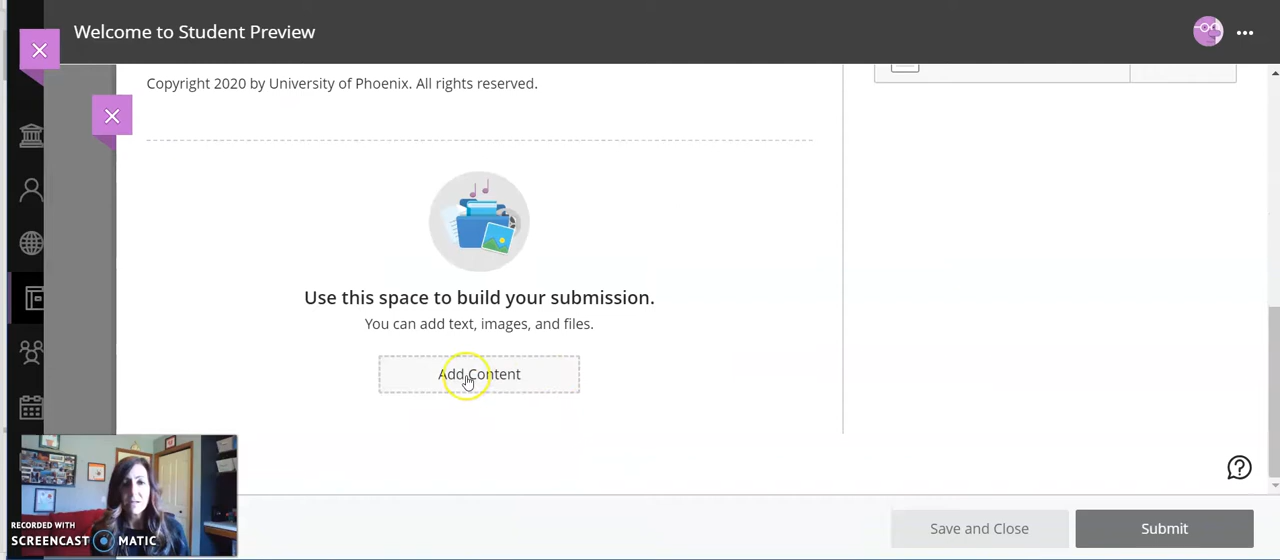 Welcome to Student Preview
Copyright 2020 by University of Phoenix. All rights reserved.
Use this space to build your submission.
You can add text, images, and files.
Add Content
RECORDED WITH
SCREENCAST MATIC
Save and Close
Submit